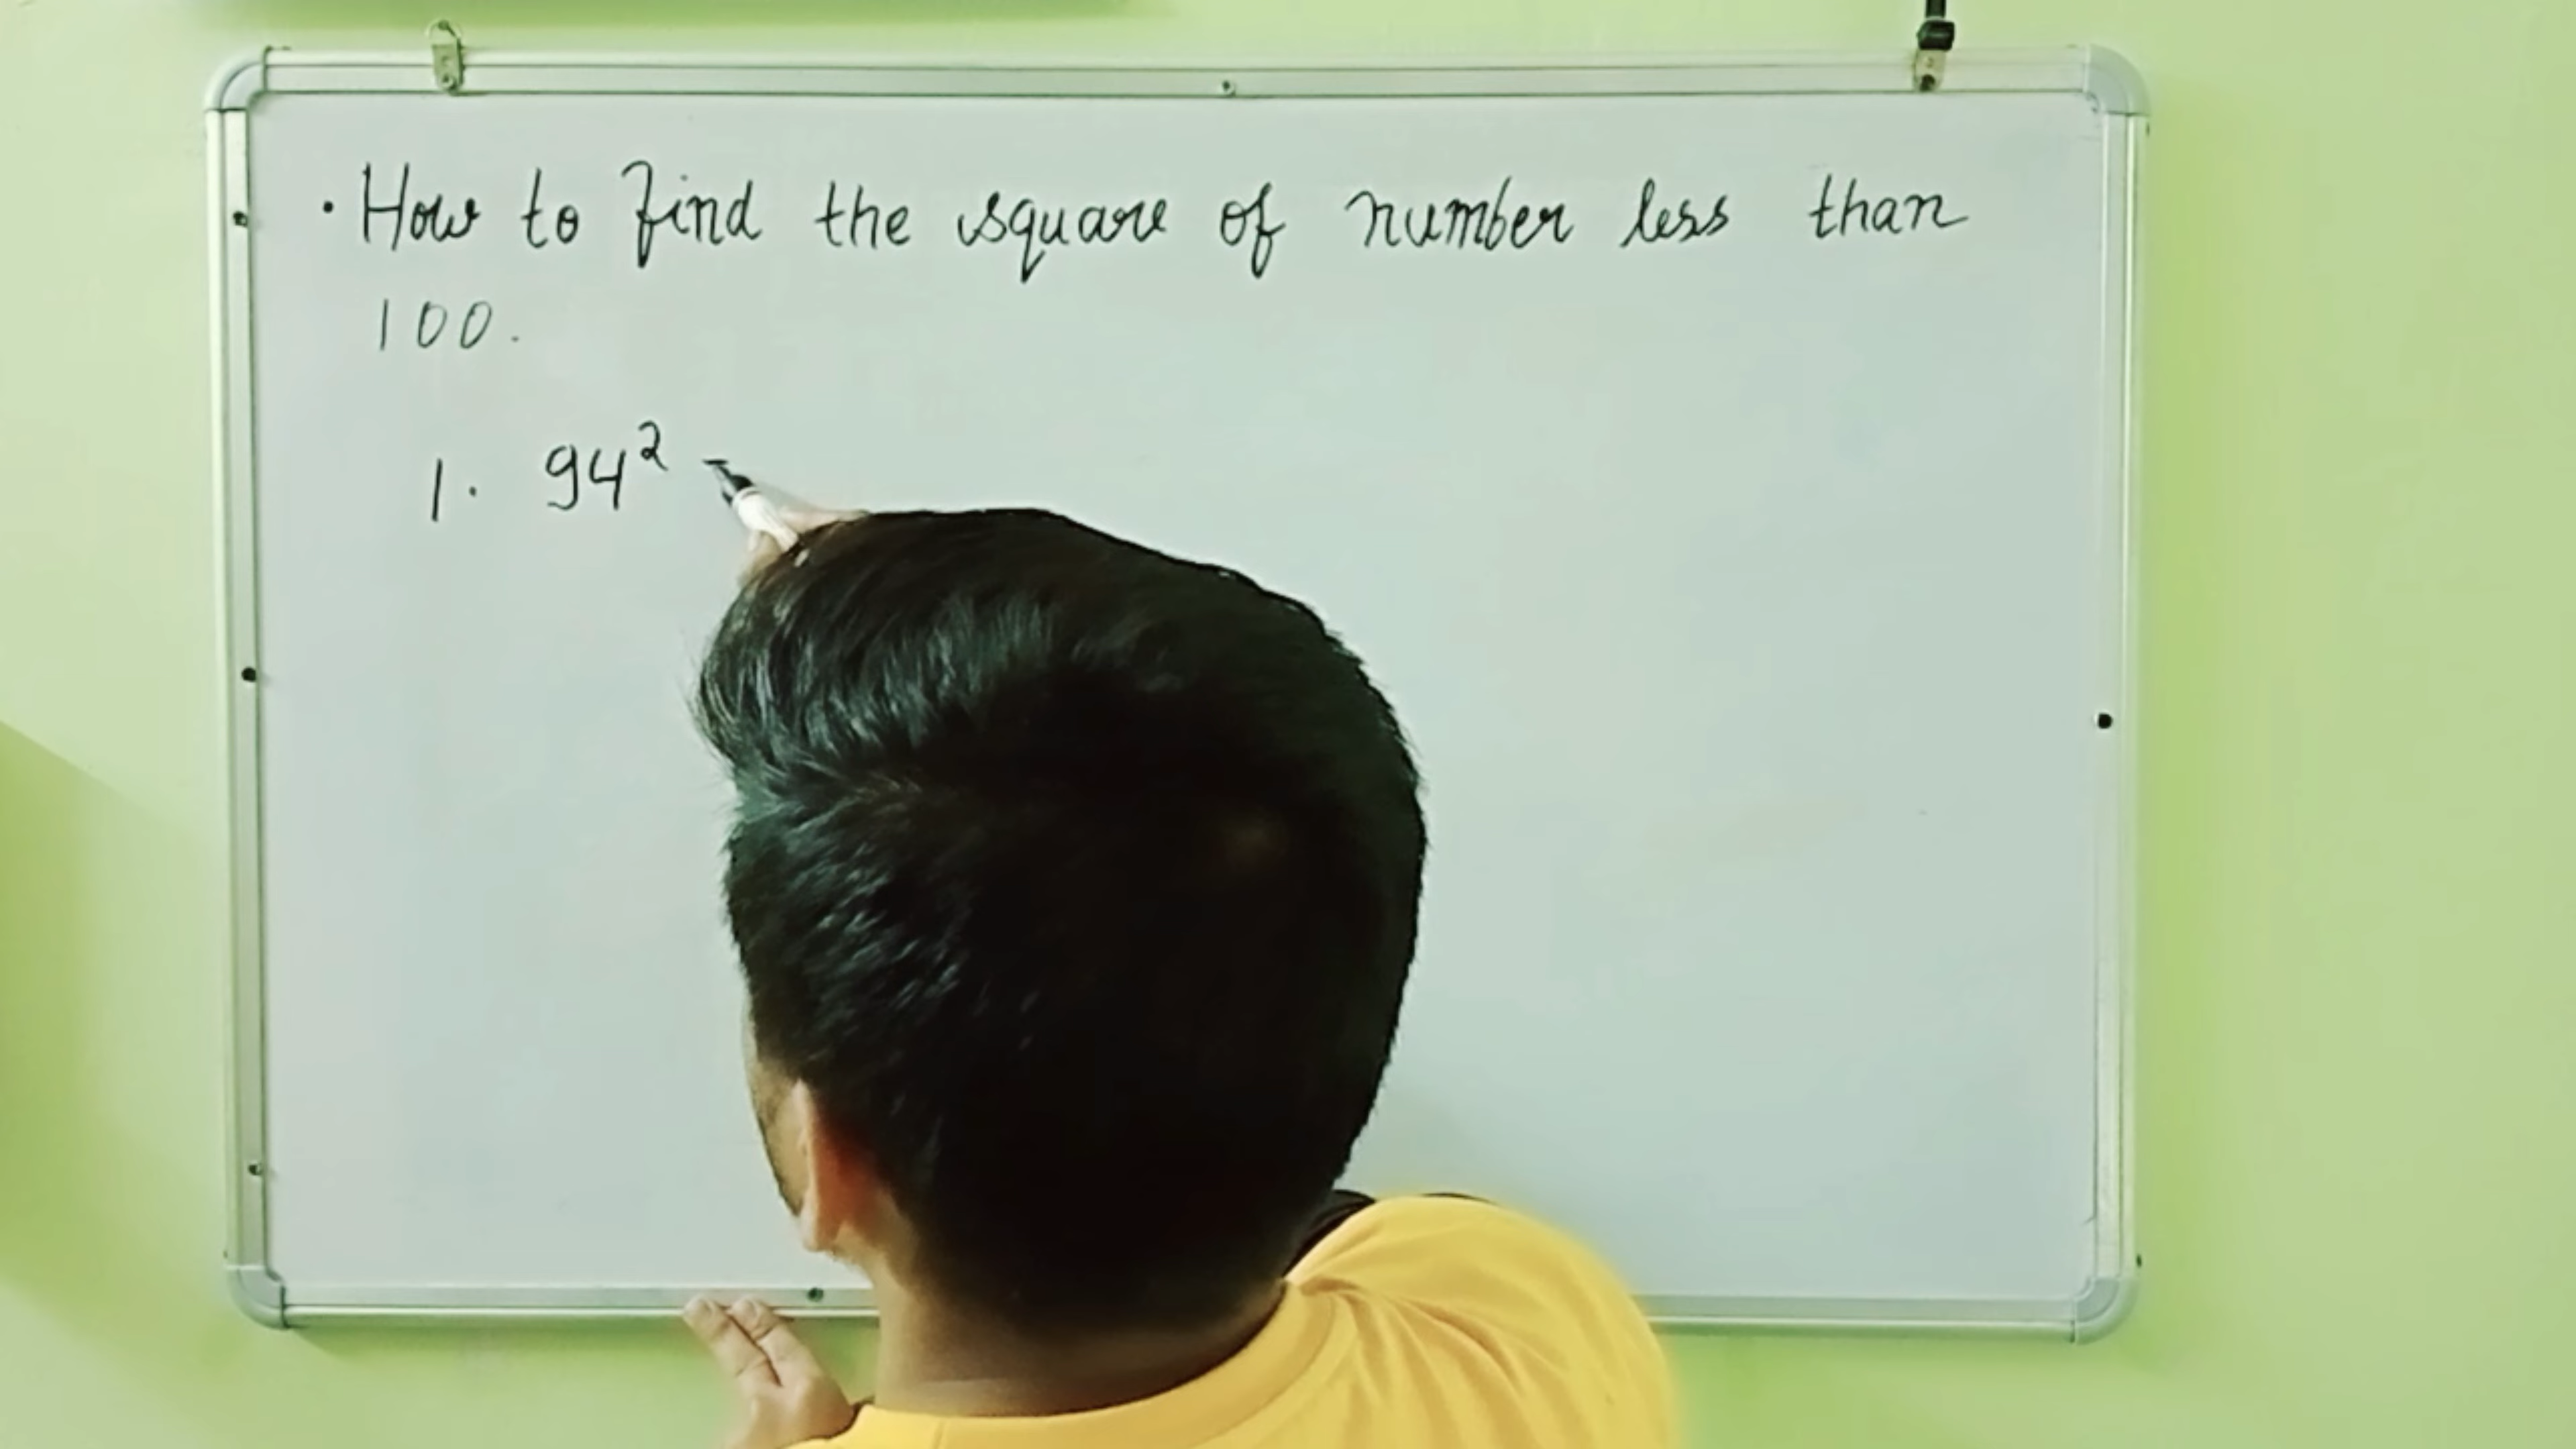 · How to find the square of number less than
100.
1. 94²